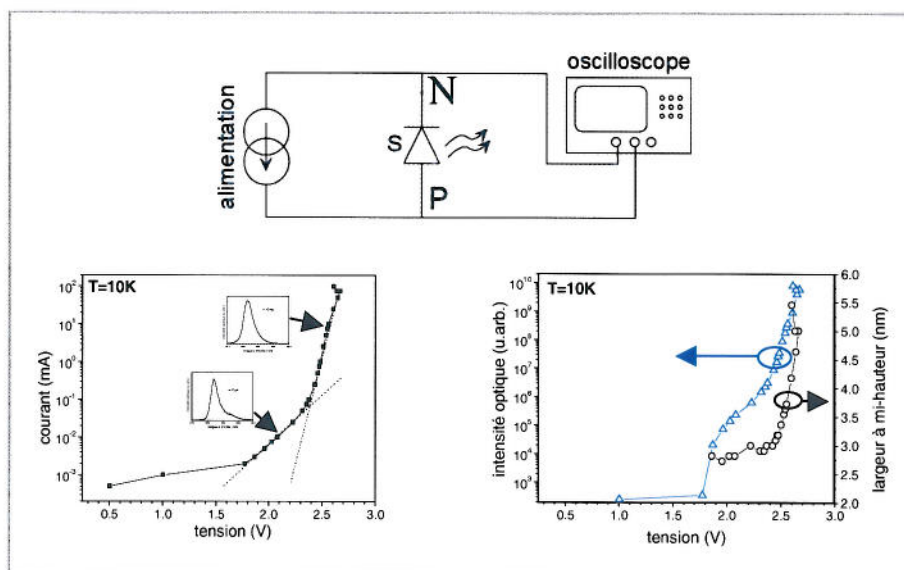 oscilloscope
alimentation
N
S
P
T=10K
courant (mA)
10²
10¹
10⁰
10⁻¹
10⁻²
10⁻³
0.5 1.0 1.5 2.0 2.5 3.0
tension (V)
T=10K
intensité optique (u.arb.)
10¹⁰
10⁹
10⁸
10⁷
10⁶
10⁵
10⁴
10³
0.5 1.0 1.5 2.0 2.5 3.0
tension (V)
6.0
5.5
5.0
4.5
4.0
3.5
3.0
2.5
2.0
largeur à mi-hauteur (nm)